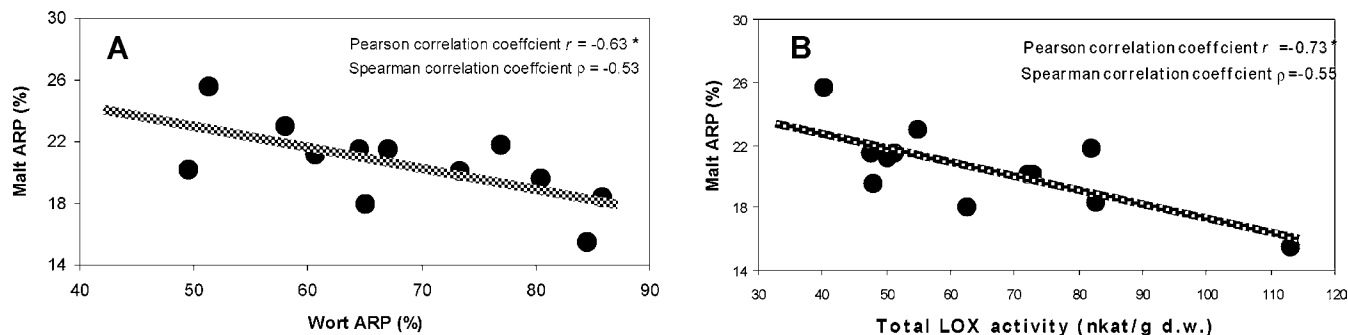 A
Pearson correlation coeffcient r = -0.63 *
Spearman correlation coeffcient ρ = -0.53
Malt ARP (%)
30
26
22
18
14
40 50 60 70 80 90
Wort ARP (%)
B
Pearson correlation coeffcient r =-0.73 *
Spearman correlation coeffcient ρ=-0.55
Malt ARP (%)
30
26
22
18
14
30 40 50 60 70 80 90 100 110 120
Total LOX activity (nkat/g d.w.)